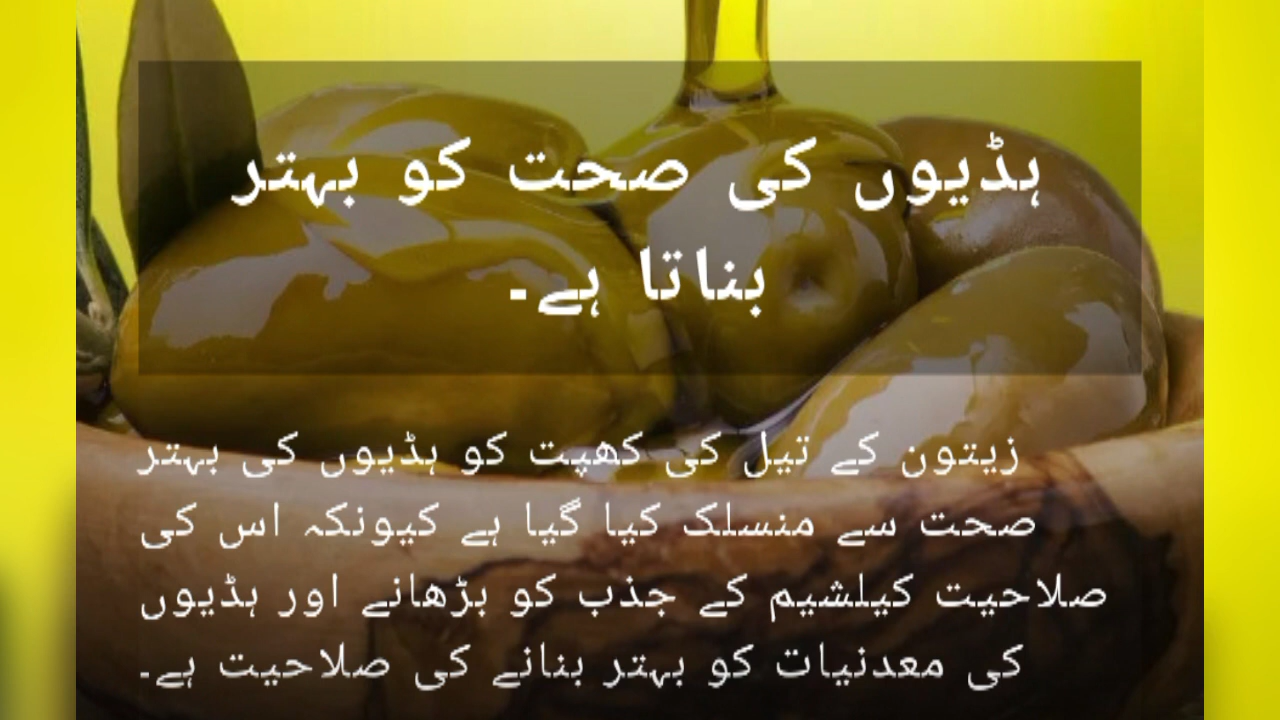 ہڈیوں کی صحت کو بہتر
بناتا ہے۔
زیتون کے تیل کی کھپت کو ہڈیوں کی بہتر
صحت سے منسلک کیا گیا ہے کیونکہ اس کی
صلاحیت کیلشیم کے جذب کو بڑھانے اور ہڈیوں
کی معدنیات کو بہتر بنانے کی صلاحیت ہے۔